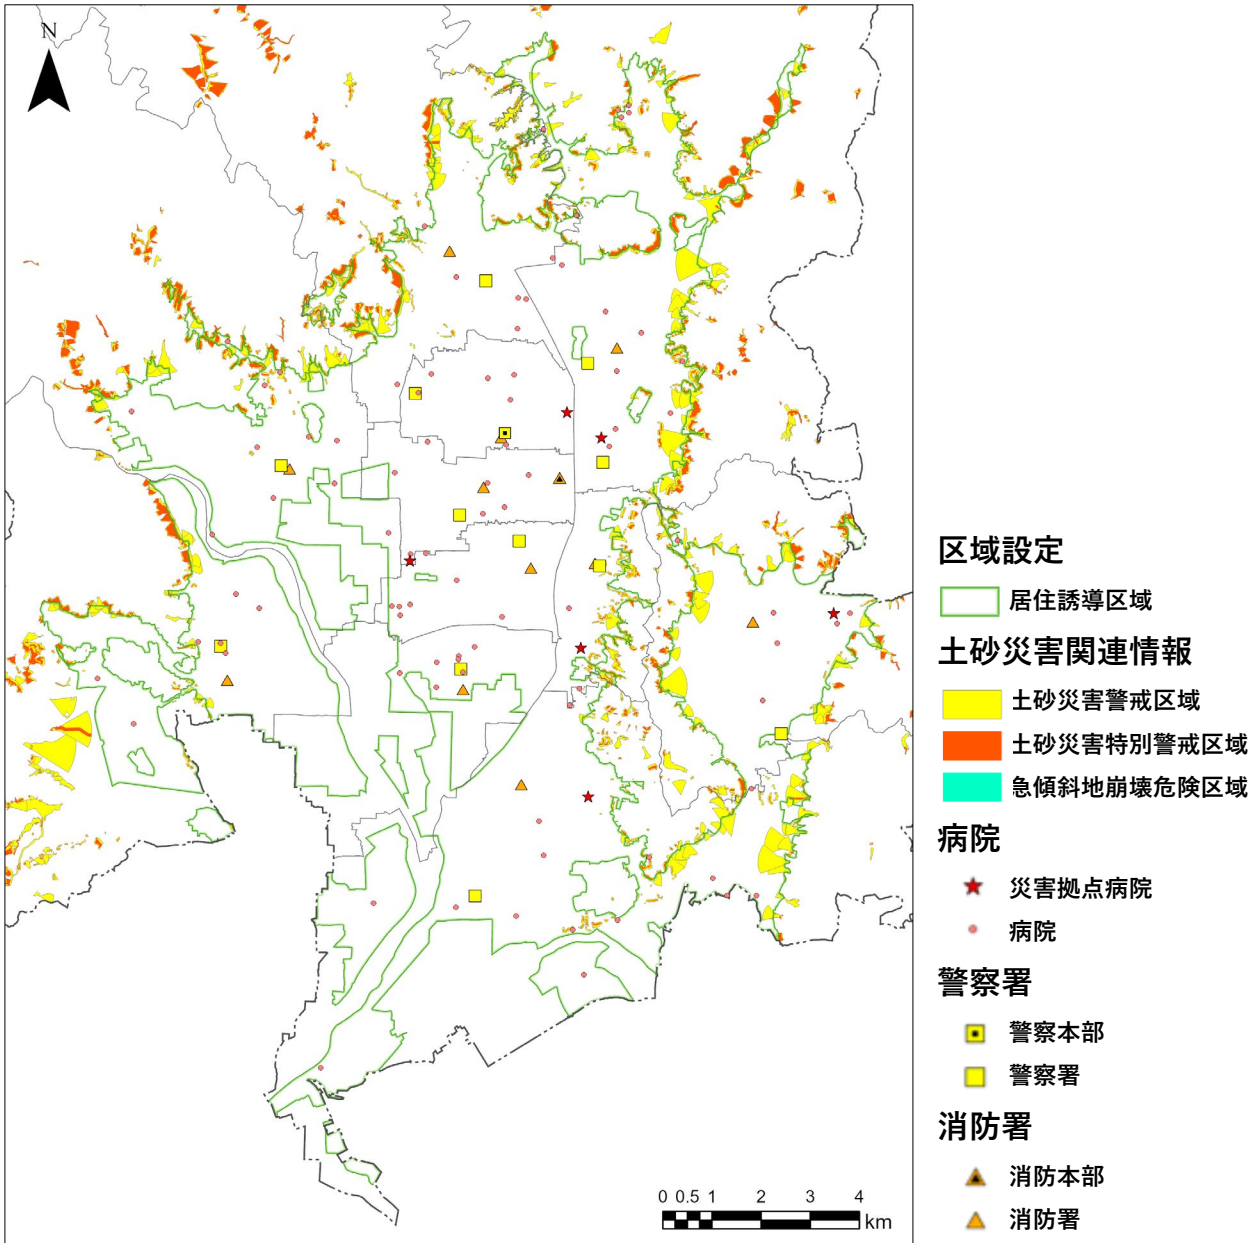 N
区域設定
居住誘導区域
土砂災害関連情報
土砂災害警戒区域
土砂災害特別警戒区域
急傾斜地崩壊危険区域
病院
災害拠点病院
病院
警察署
警察本部
警察署
消防署
消防本部
消防署
0 0.5 1 2 3 4
km